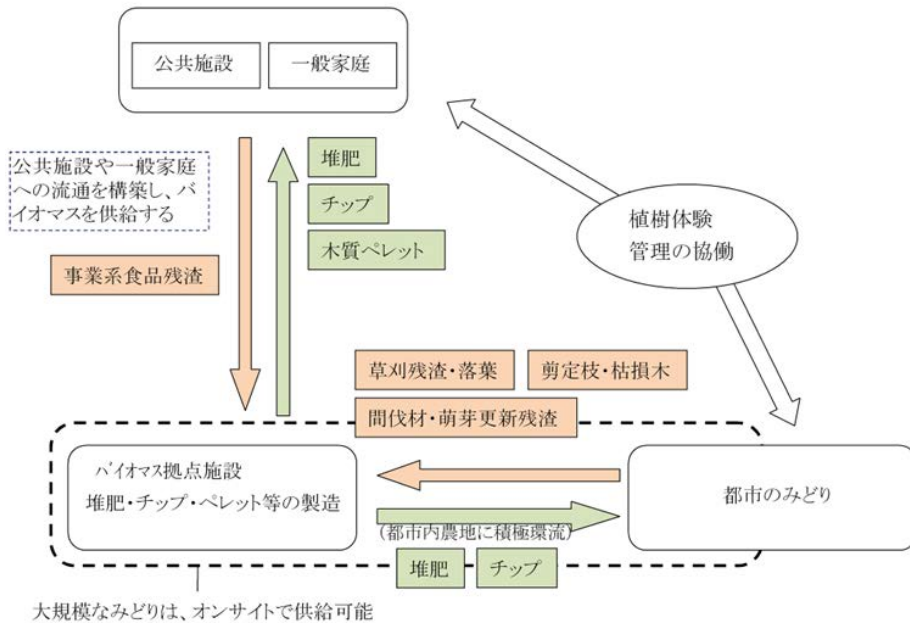 公共施設
一般家庭
公共施設や一般家庭
への流通を構築し、バ
イオマスを供給する
堆肥
チップ
木質ペレット
植樹体験
管理の協働
事業系食品残渣
草刈残渣・落葉
剪定枝・枯損木
間伐材・萌芽更新残渣
バイオマス拠点施設
堆肥・チップ・ペレット等の製造
都市のみどり
(都市内農地に積極環流)
堆肥
チップ
大規模なみどりは、オンサイトで供給可能